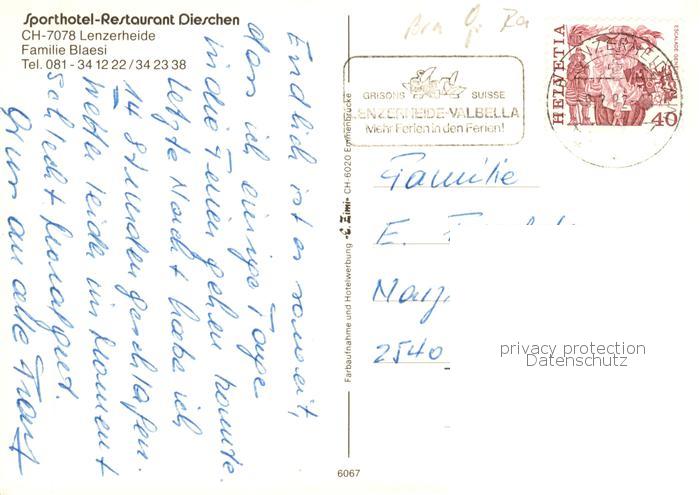 Sporthotel-Restaurant Dieschen
CH-7078 Lenzerheide
Familie Blaesi
Tel. 081 - 34 12 22 / 34 23 38
Endlich ist es soweit,
dass ich einige Tage
in die Ferien gehen konnte.
Letzte Nacht habe ich
14 Stunden geschlafen.
Wetter leider im Moment
schlecht
Gruss an alle
Farbaufnahme und Hotelwerbung «E. Zimi» CH-6020 Emmenbrücke
6067
GRISONS SUISSE
LENZERHEIDE-VALBELLA
Mehr Ferien in den Ferien!
HELVETIA
40
Familie
E.
2540
privacy protection
Datenschutz